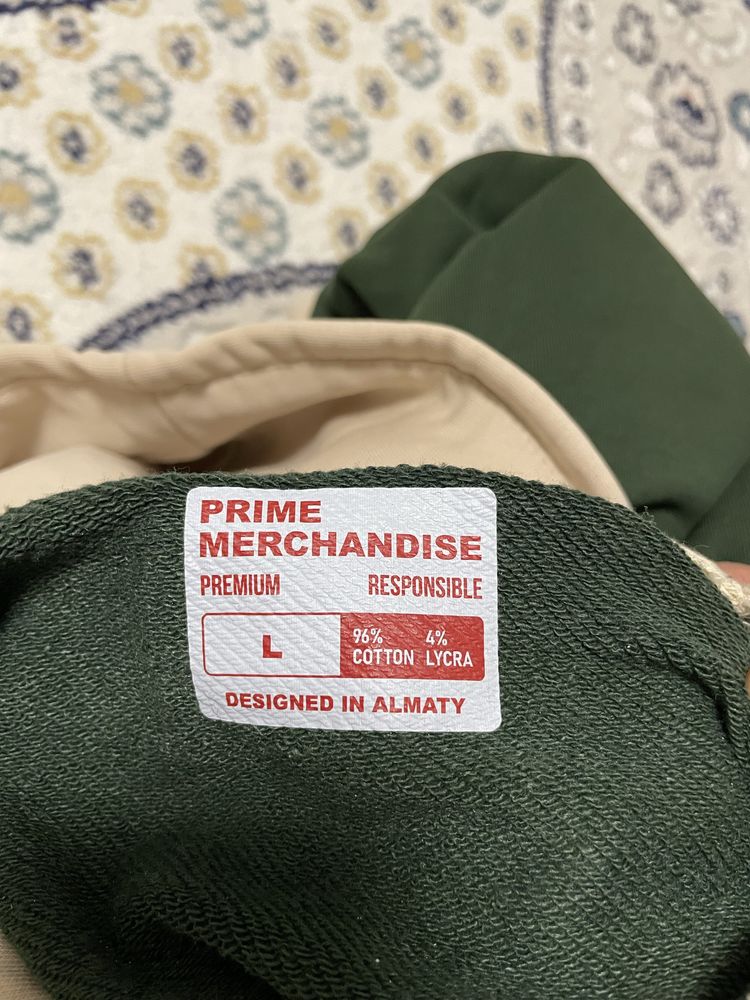 PRIME
MERCHANDISE
PREMIUM RESPONSIBLE
L 96% COTTON 4% LYCRA
DESIGNED IN ALMATY